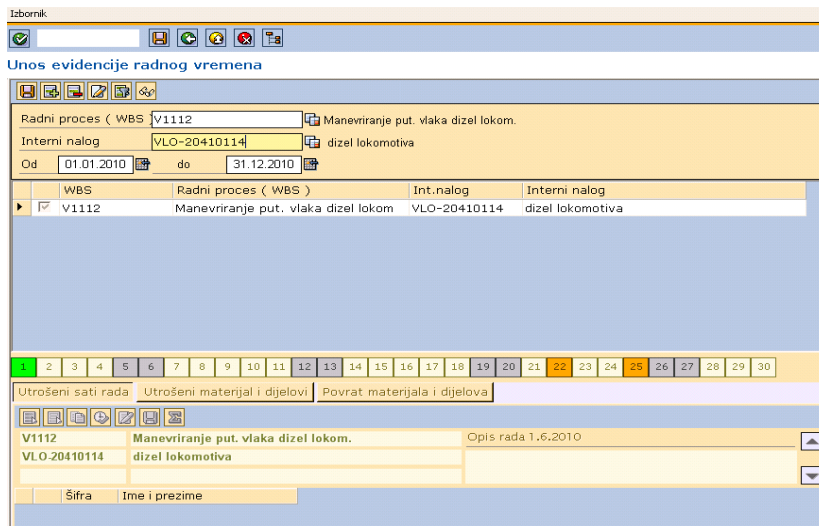 Izbornik
Unos evidencije radnog vremena
Radni proces ( WBS ) V1112 Manevriranje put. vlaka dizel lokom.
Interni nalog VLO-20410114 dizel lokomotiva
Od 01.01.2010 do 31.12.2010
WBS Radni proces ( WBS ) Int.nalog Interni nalog
V1112 Manevriranje put. vlaka dizel lokom VLO-20410114 dizel lokomotiva
1 2 3 4 5 6 7 8 9 10 11 12 13 14 15 16 17 18 19 20 21 22 23 24 25 26 27 28 29 30
Utrošeni sati rada Utrošeni materijal i dijelovi Povrat materijala i dijelova
V1112 Manevriranje put. vlaka dizel lokom. Opis rada 1.6.2010
VLO-20410114 dizel lokomotiva
Šifra Ime i prezime